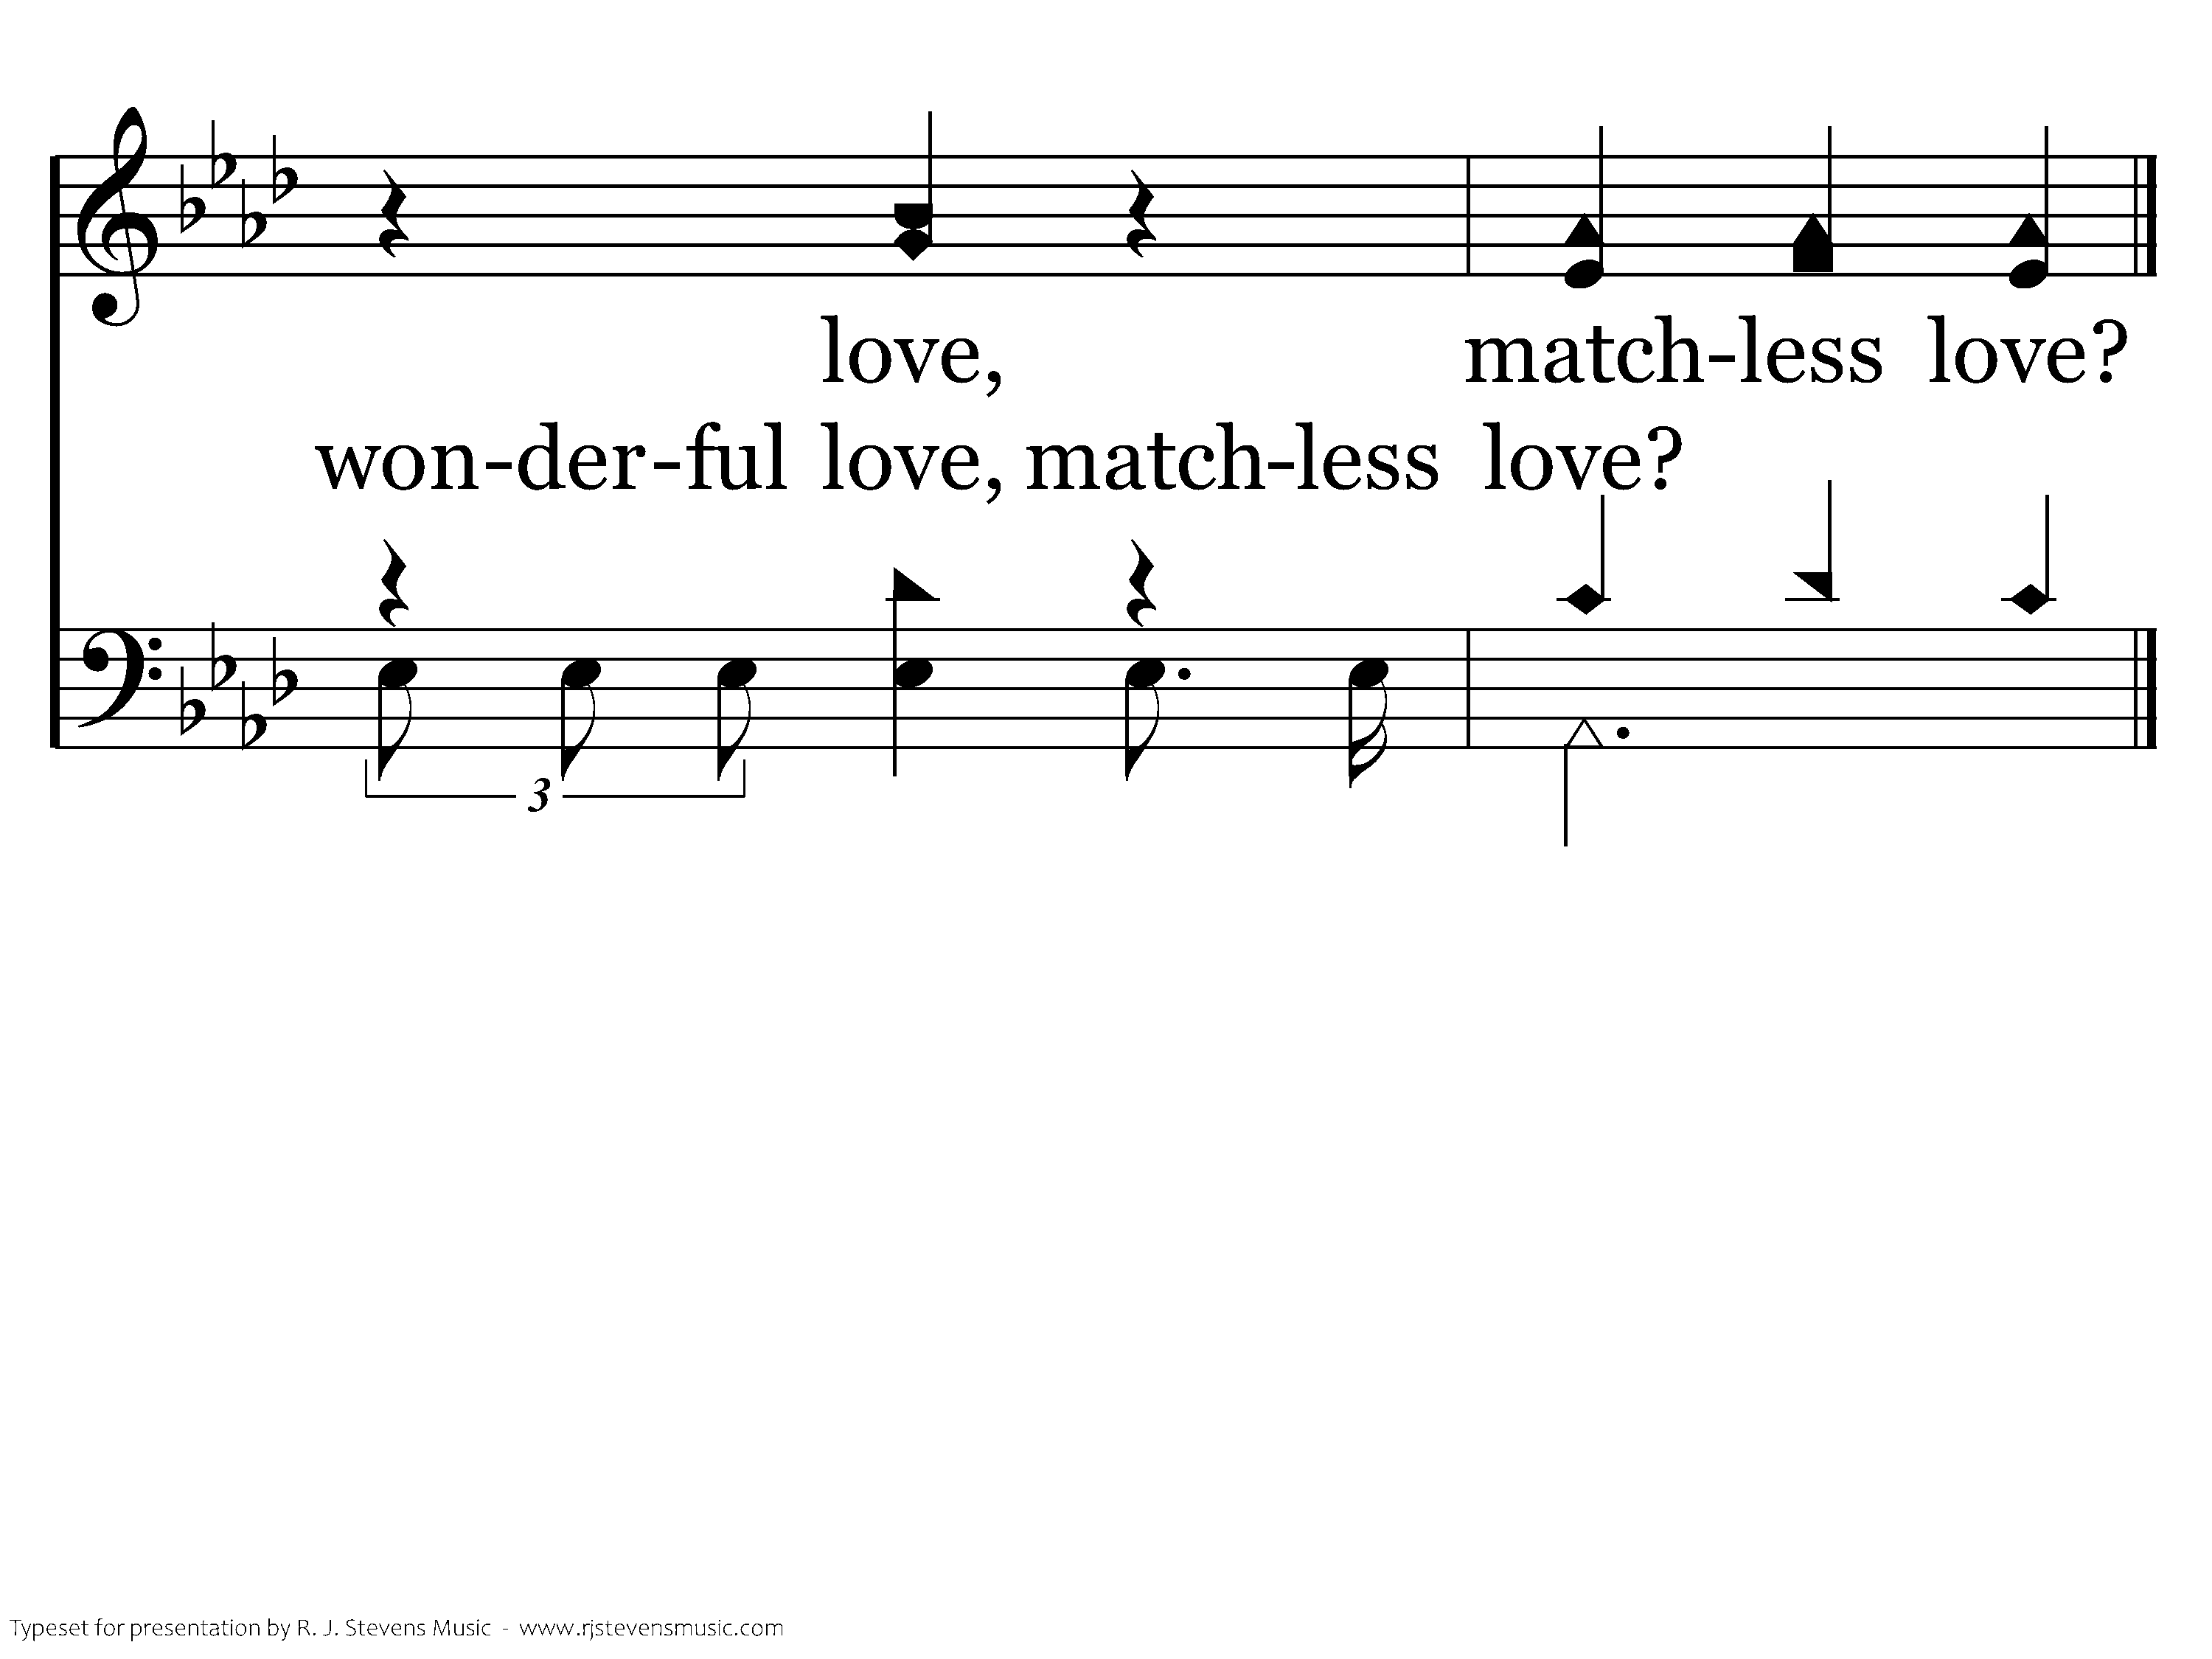 love, match-less love?
won-der-ful love, match-less love?
3
Typeset for presentation by R. J. Stevens Music - www.rjstevensmusic.com